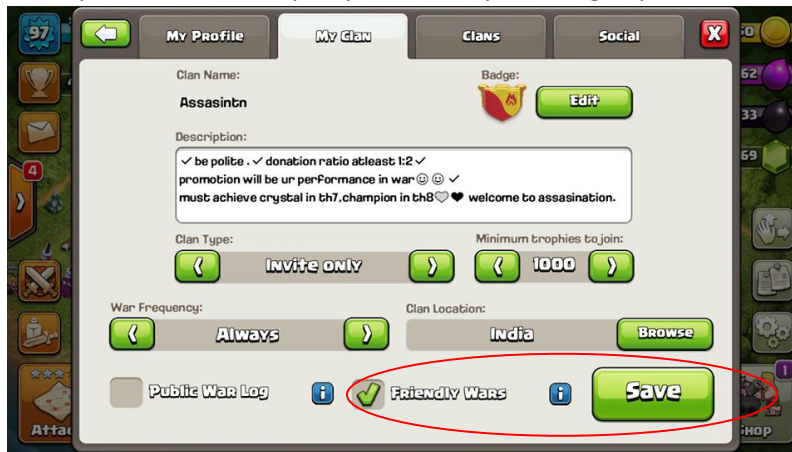 97
My Profile
My Clan
Clans
Social
X
Clan Name:
Assasintn
Badge:
Edit
Description:
✓ be polite . ✓ donation ratio atleast 1:2 ✓
promotion will be ur performance in war☺ ☺ ✓
must achieve crystal in th7,champion in th8♡ ♥ welcome to assasination.
Clan Type:
Invite only
Minimum trophies to join:
1000
War Frequency:
Always
Clan Location:
India
Browse
Public War Log
i
Friendly Wars
i
Save
4
62
33
69
1